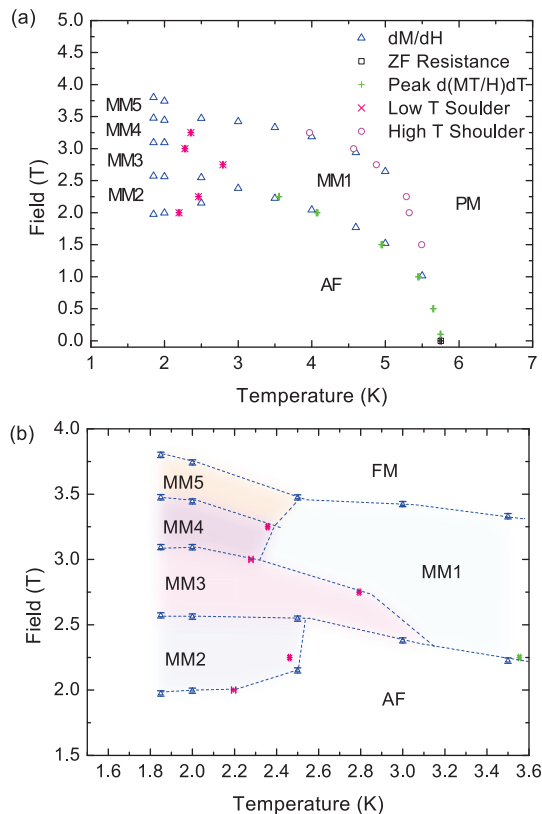 (a)
5.0
4.5
4.0
3.5
3.0
2.5
2.0
1.5
1.0
0.5
0.0
Field (T)
dM/dH
ZF Resistance
Peak d(MT/H)dT
Low T Soulder
High T Shoulder
MM5
MM4
MM3
MM2
MM1
PM
AF
1 2 3 4 5 6 7
Temperature (K)
(b)
4.0
3.5
3.0
2.5
2.0
1.5
Field (T)
FM
MM5
MM4
MM3
MM1
MM2
AF
1.6 1.8 2.0 2.2 2.4 2.6 2.8 3.0 3.2 3.4 3.6
Temperature (K)